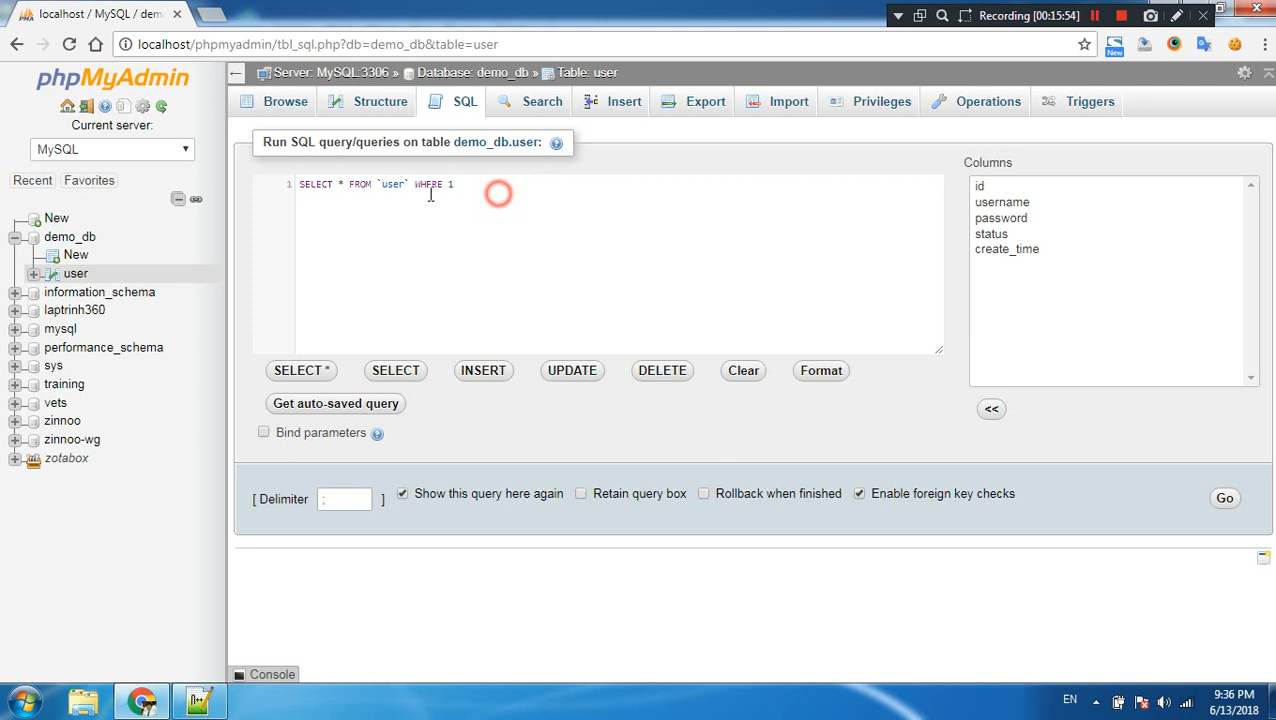 localhost / MySQL / demo
Recording [00:15:54]
localhost/phpmyadmin/tbl_sql.php?db=demo_db&table=user
New
phpMyAdmin
Current server:
MySQL
Recent
Favorites
New
demo_db
New
user
information_schema
laptrinh360
mysql
performance_schema
sys
training
vets
zinnoo
zinnoo-wg
zotabox
Server: MySQL:3306 » Database: demo_db » Table: user
Browse Structure SQL Search Insert Export Import Privileges Operations Triggers
Run SQL query/queries on table demo_db.user:
1 SELECT * FROM `user` WHERE 1
Columns
id
username
password
status
create_time
SELECT * SELECT INSERT UPDATE DELETE Clear Format
<<
Get auto-saved query
Bind parameters
[ Delimiter ; ] Show this query here again Retain query box Rollback when finished Enable foreign key checks Go
Console
EN
9:36 PM
6/13/2018